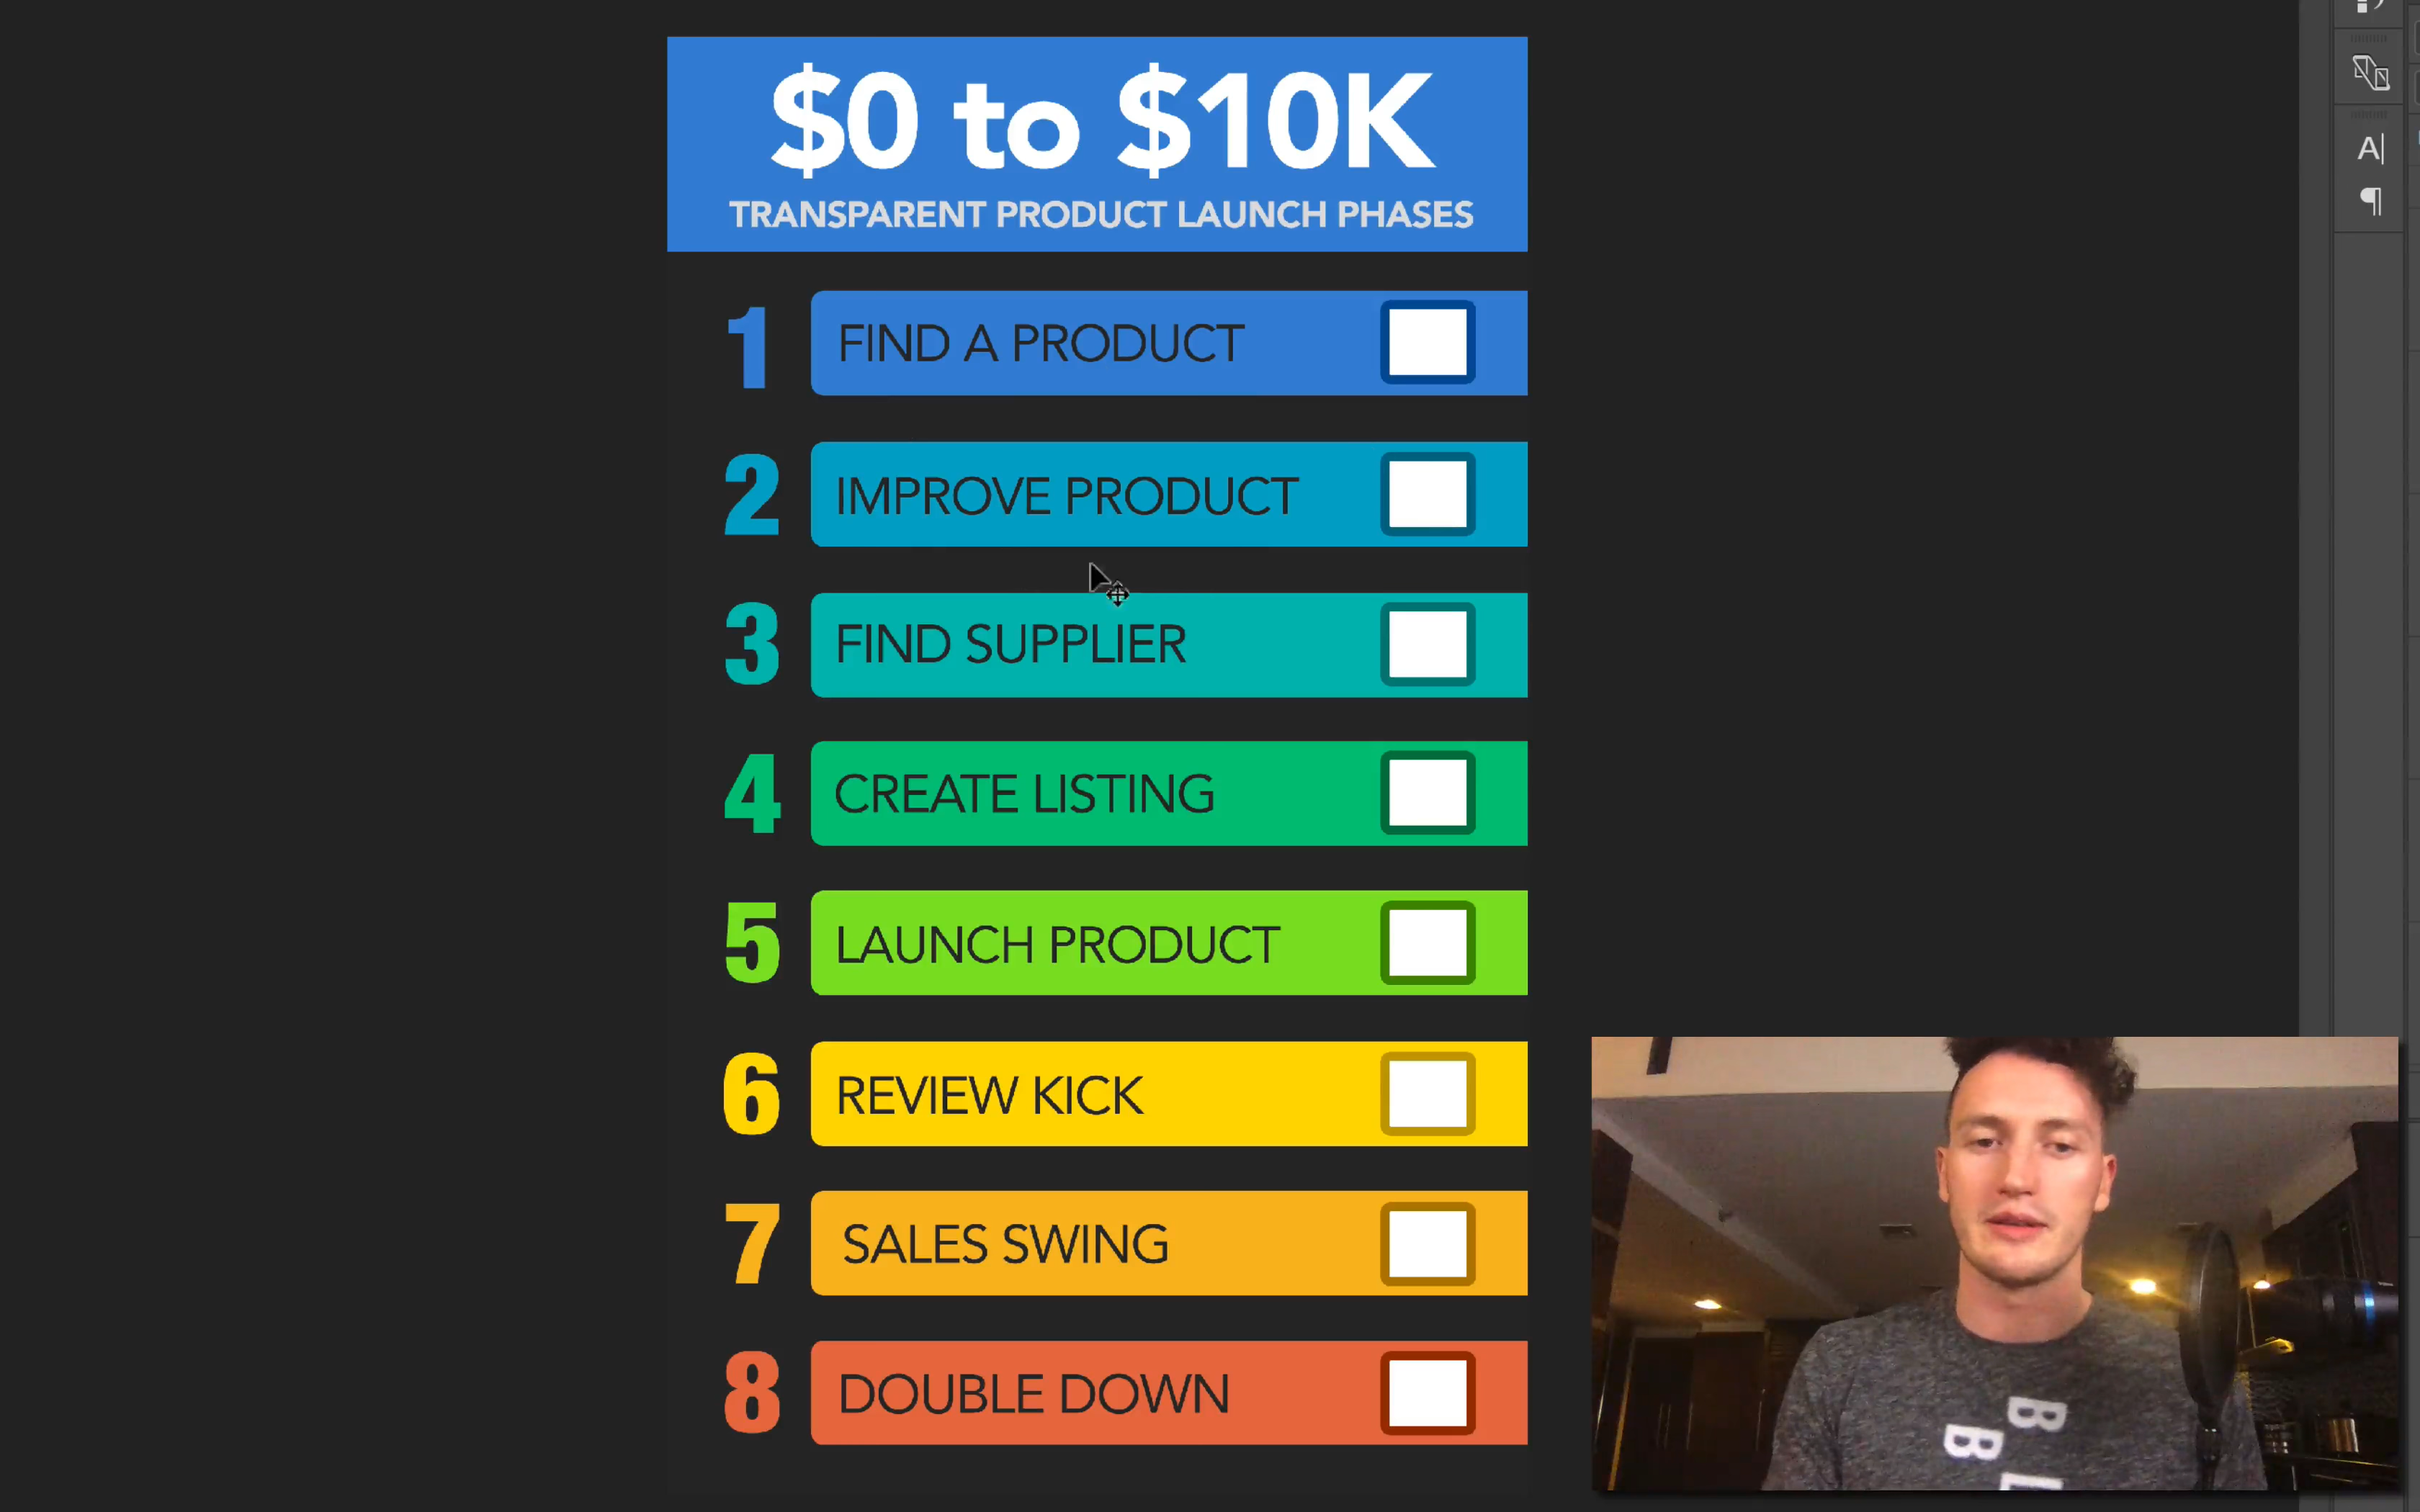 $0 to $10K
TRANSPARENT PRODUCT LAUNCH PHASES
1 FIND A PRODUCT
2 IMPROVE PRODUCT
3 FIND SUPPLIER
4 CREATE LISTING
5 LAUNCH PRODUCT
6 REVIEW KICK
7 SALES SWING
8 DOUBLE DOWN
A
B
B L